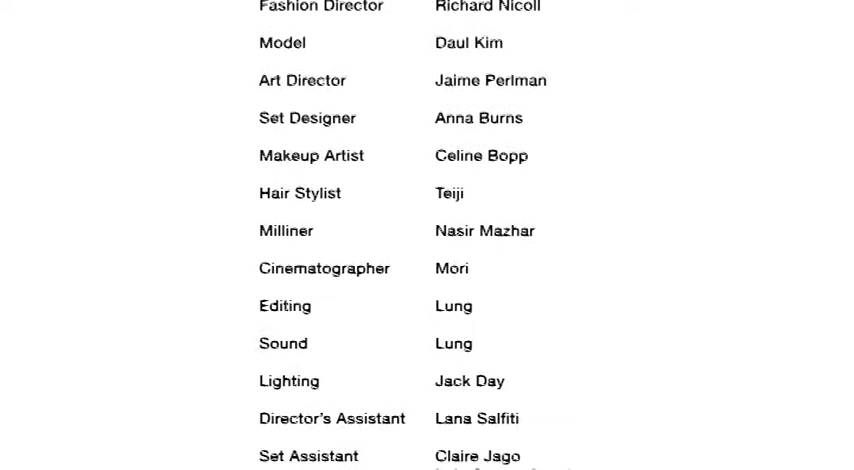 Fashion Director Richard Nicoll
Model Daul Kim
Art Director Jaime Perlman
Set Designer Anna Burns
Makeup Artist Celine Bopp
Hair Stylist Teiji
Milliner Nasir Mazhar
Cinematographer Mori
Editing Lung
Sound Lung
Lighting Jack Day
Director's Assistant Lana Salfiti
Set Assistant Claire Jago